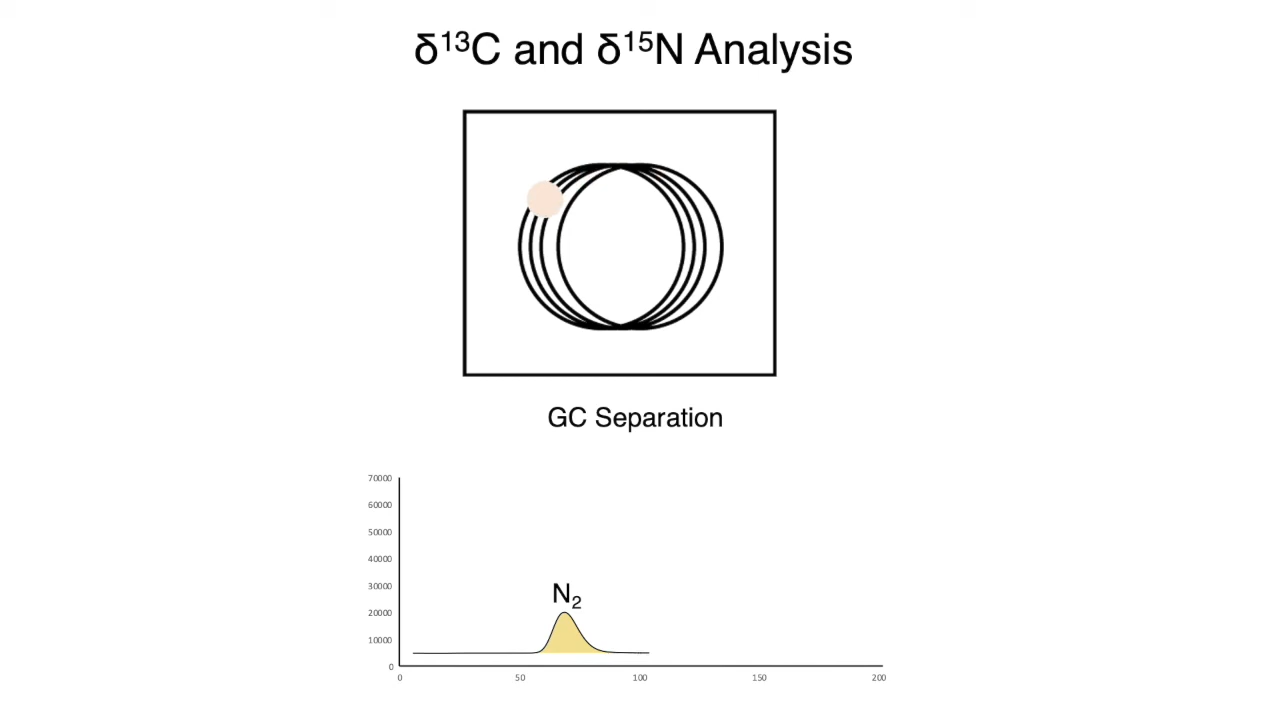 δ¹³C and δ¹⁵N Analysis
GC Separation
70000
60000
50000
40000
30000
N₂
20000
10000
0
0 50 100 150 200